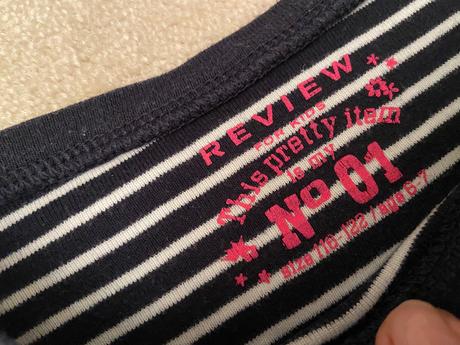 REVIEW
FOR KIDS
This pretty item
is my
No 01
size 116-122 / age 6-7